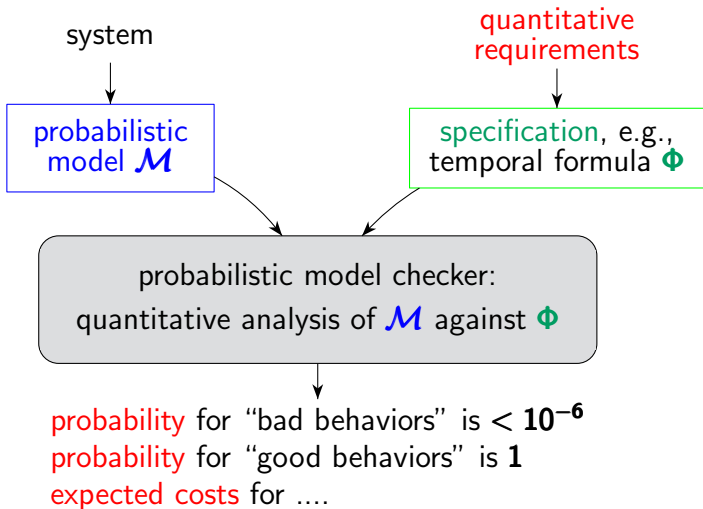 system
quantitative
requirements
probabilistic
model 𝓜
specification, e.g.,
temporal formula Φ
probabilistic model checker:
quantitative analysis of 𝓜 against Φ
probability for “bad behaviors” is < 10⁻⁶
probability for “good behaviors” is 1
expected costs for ....